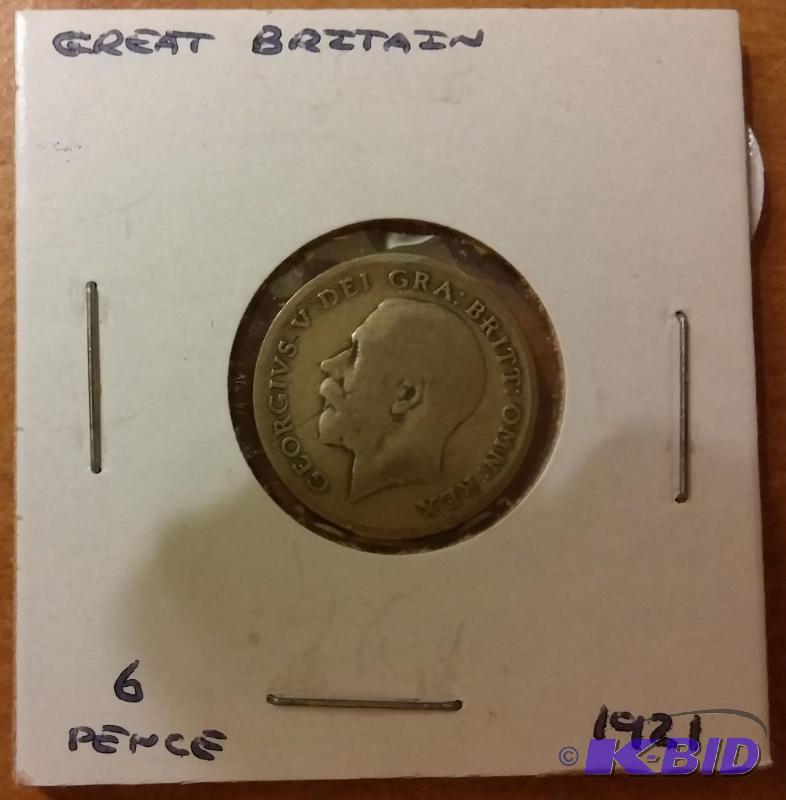 GREAT BRITAIN
GEORGIVS V DEI GRA: BRITT: OMN: REX
6
PENCE
1921
© K-BID